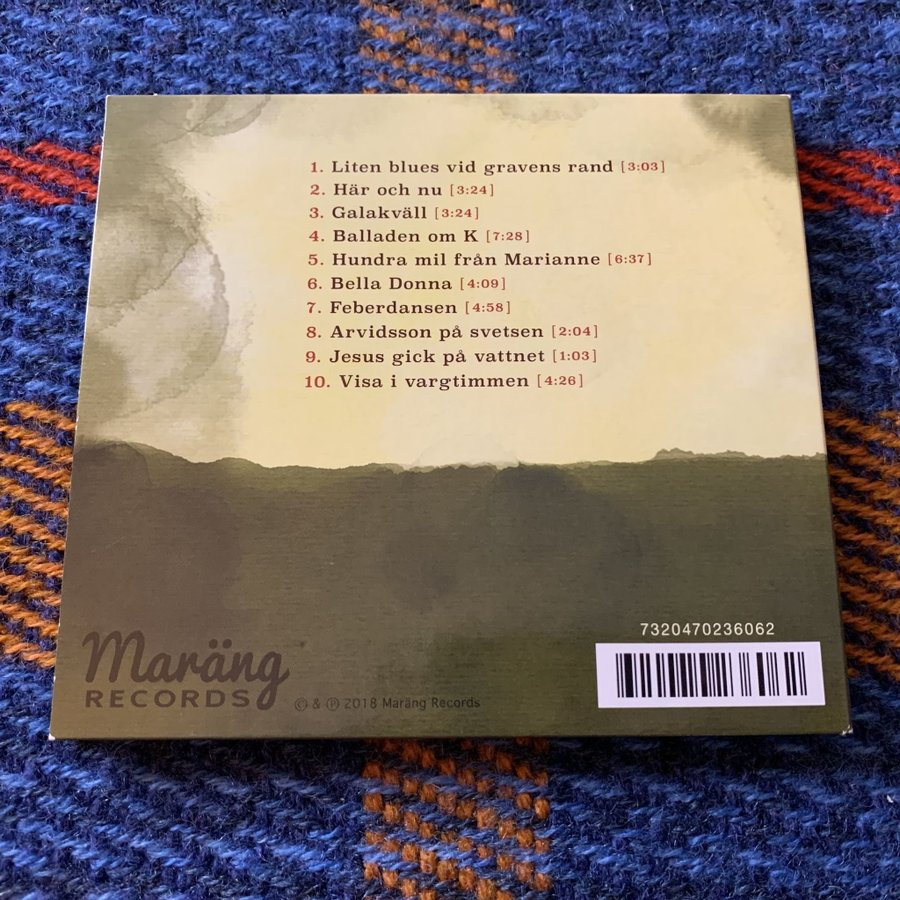 1. Liten blues vid gravens rand [3:03]
2. Här och nu [3:24]
3. Galakväll [3:24]
4. Balladen om K [7:28]
5. Hundra mil från Marianne [6:37]
6. Bella Donna [4:09]
7. Feberdansen [4:58]
8. Arvidsson på svetsen [2:04]
9. Jesus gick på vattnet [1:03]
10. Visa i vargtimmen [4:26]
7320470236062
Maräng
RECORDS
© & ℗ 2018 Maräng Records